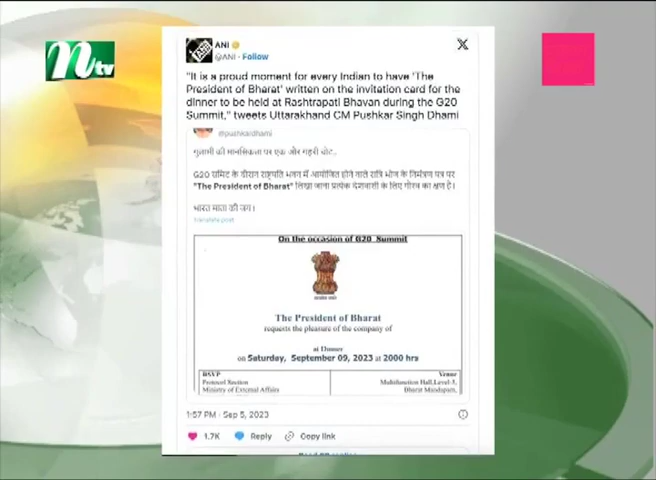 ntv
ANI
@ANI · Follow
X
"It is a proud moment for every Indian to have 'The
President of Bharat' written on the invitation card for the
dinner to be held at Rashtrapati Bhavan during the G20
Summit," tweets Uttarakhand CM Pushkar Singh Dhami
@pushkardhami
गुलामी की मानसिकता पर एक और गहरी चोट..
G20 समिट के दौरान राष्ट्रपति भवन में आयोजित होने वाले रात्रि भोज के निमंत्रण पत्र पर
"The President of Bharat" लिखा जाना प्रत्येक देशवासी के लिए गौरव का क्षण है।
भारत माता की जय।
Translate post
On the occasion of G20 Summit
The President of Bharat
requests the pleasure of the company of
at Dinner
on Saturday, September 09, 2023 at 2000 hrs
RSVP
Protocol Section
Ministry of External Affairs
Venue
Multifunction Hall, Level-3,
Bharat Mandapam,
1:57 PM · Sep 5, 2023
1.7K Reply Copy link